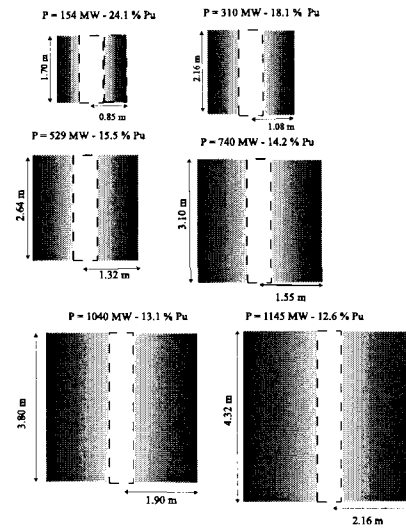 P = 154 MW - 24.1 % Pu
P = 310 MW - 18.1 % Pu
1.70 m
0.85 m
2.16 m
1.08 m
P = 529 MW - 15.5 % Pu
P = 740 MW - 14.2 % Pu
2.64 m
1.32 m
3.10 m
1.55 m
P = 1040 MW - 13.1 % Pu
P = 1145 MW - 12.6 % Pu
3.80 m
1.90 m
4.32 m
2.16 m